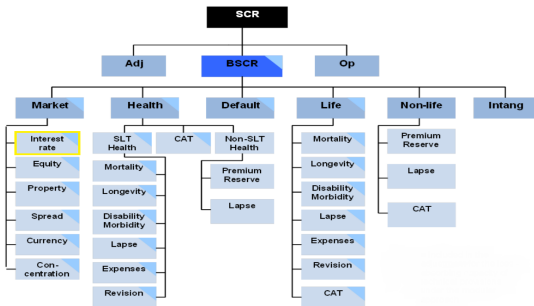 SCR
Adj
BSCR
Op
Market
Health
Default
Life
Non-life
Intang
Interest
rate
Equity
Property
Spread
Currency
Con-
centration
SLT
Health
Mortality
Longevity
Disability
Morbidity
Lapse
Expenses
Revision
CAT
Non-SLT
Health
Premium
Reserve
Lapse
Mortality
Longevity
Disability
Morbidity
Lapse
Expenses
Revision
CAT
Premium
Reserve
Lapse
CAT